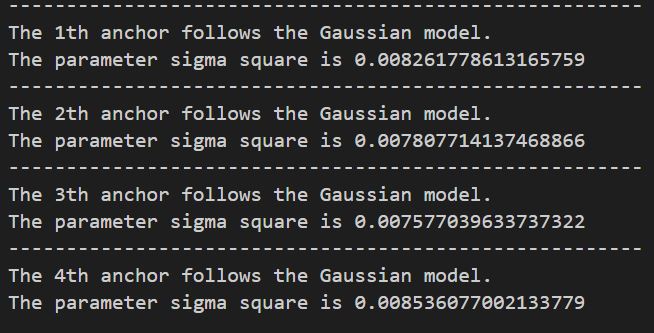 -------------------------------------------------------
The 1th anchor follows the Gaussian model.
The parameter sigma square is 0.008261778613165759
-------------------------------------------------------
The 2th anchor follows the Gaussian model.
The parameter sigma square is 0.007807714137468866
-------------------------------------------------------
The 3th anchor follows the Gaussian model.
The parameter sigma square is 0.007577039633737322
-------------------------------------------------------
The 4th anchor follows the Gaussian model.
The parameter sigma square is 0.008536077002133779